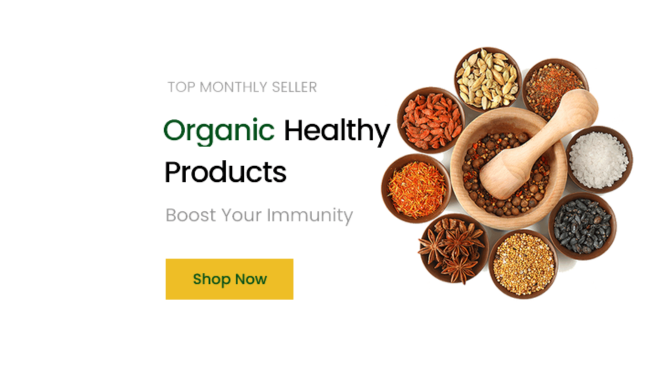 TOP MONTHLY SELLER
Organic Healthy
Products
Boost Your Immunity
Shop Now